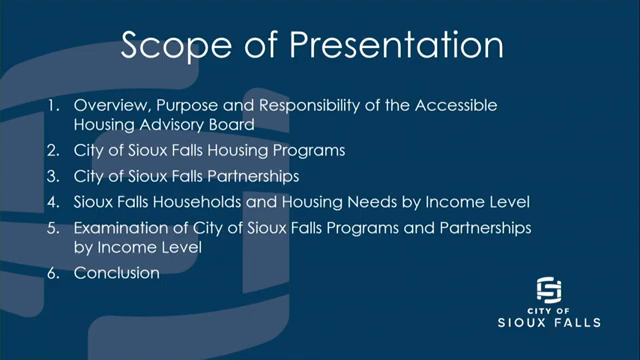 Scope of Presentation
1. Overview, Purpose and Responsibility of the Accessible
Housing Advisory Board
2. City of Sioux Falls Housing Programs
3. City of Sioux Falls Partnerships
4. Sioux Falls Households and Housing Needs by Income Level
5. Examination of City of Sioux Falls Programs and Partnerships
by Income Level
6. Conclusion
CITY OF
SIOUX FALLS